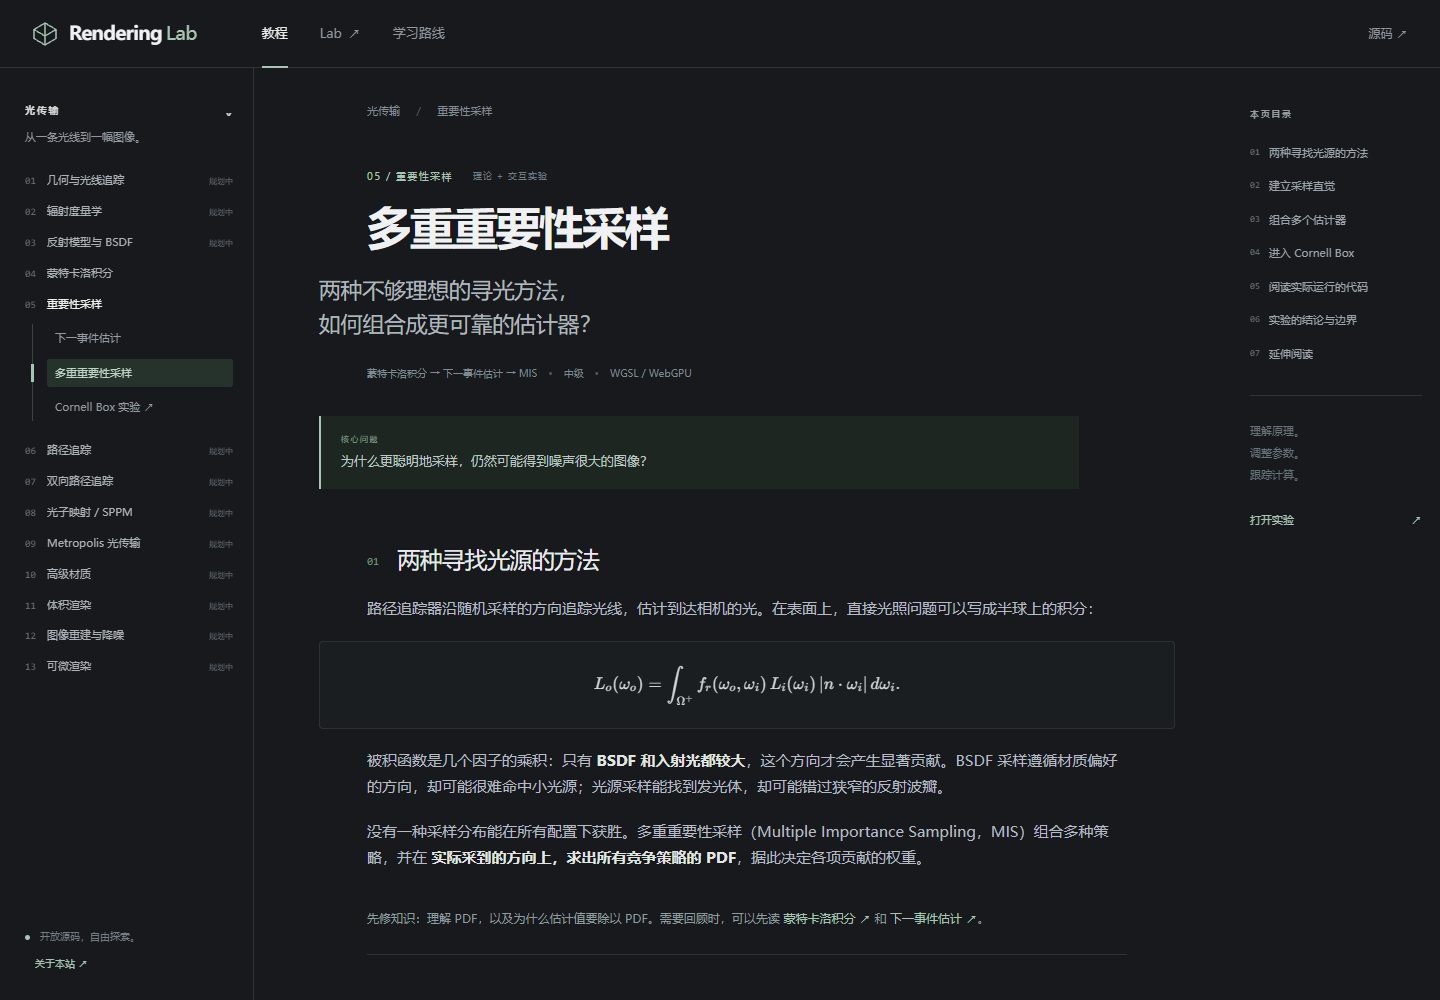 Rendering Lab
教程
Lab ↗
学习路线
源码 ↗
光传输
从一条光线到一幅图像。
01 几何与光线追踪 规划中
02 辐射度量学 规划中
03 反射模型与 BSDF 规划中
04 蒙特卡洛积分
05 重要性采样
下一事件估计
多重重要性采样
Cornell Box 实验 ↗
06 路径追踪 规划中
07 双向路径追踪 规划中
08 光子映射 / SPPM 规划中
09 Metropolis 光传输 规划中
10 高级材质 规划中
11 体积渲染 规划中
12 图像重建与降噪 规划中
13 可微渲染 规划中
开放源码，自由探索。
关于本站 ↗
光传输 / 重要性采样
05 / 重要性采样 理论 + 交互实验
多重重要性采样
两种不够理想的寻光方法，
如何组合成更可靠的估计器？
蒙特卡洛积分 → 下一事件估计 → MIS • 中级 • WGSL / WebGPU
核心问题
为什么更聪明地采样，仍然可能得到噪声很大的图像？
01 两种寻找光源的方法
路径追踪器沿随机采样的方向追踪光线，估计到达相机的光。在表面上，直接光照问题可以写成半球上的积分：
L_o(ω_o) = ∫_{Ω⁺} f_r(ω_o, ω_i) L_i(ω_i) |n · ω_i| dω_i.
被积函数是几个因子的乘积：只有 BSDF 和入射光都较大，这个方向才会产生显著贡献。BSDF 采样遵循材质偏好
的方向，却可能很难命中小光源；光源采样能找到发光体，却可能错过狭窄的反射波瓣。
没有一种采样分布能在所有配置下获胜。多重重要性采样（Multiple Importance Sampling，MIS）组合多种策
略，并在 实际采到的方向上，求出所有竞争策略的 PDF，据此决定各项贡献的权重。
先修知识：理解 PDF，以及为什么估计值要除以 PDF。需要回顾时，可以先读 蒙特卡洛积分 ↗ 和 下一事件估计 ↗。
本页目录
01 两种寻找光源的方法
02 建立采样直觉
03 组合多个估计器
04 进入 Cornell Box
05 阅读实际运行的代码
06 实验的结论与边界
07 延伸阅读
理解原理。
调整参数。
跟踪计算。
打开实验 ↗